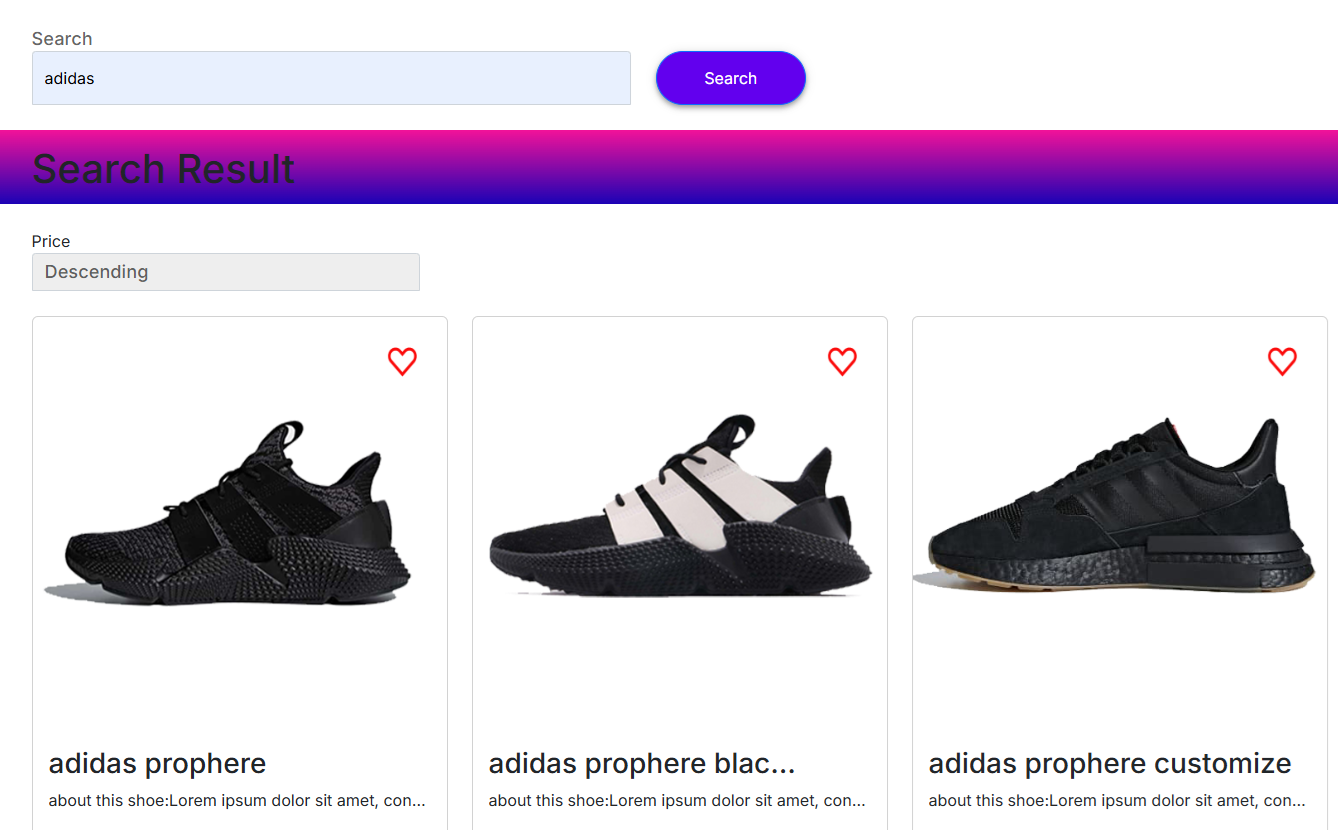 Search
adidas
Search
Search Result
Price
Descending
adidas prophere
adidas prophere blac...
adidas prophere customize
about this shoe:Lorem ipsum dolor sit amet, con...
about this shoe:Lorem ipsum dolor sit amet, con...
about this shoe:Lorem ipsum dolor sit amet, con...